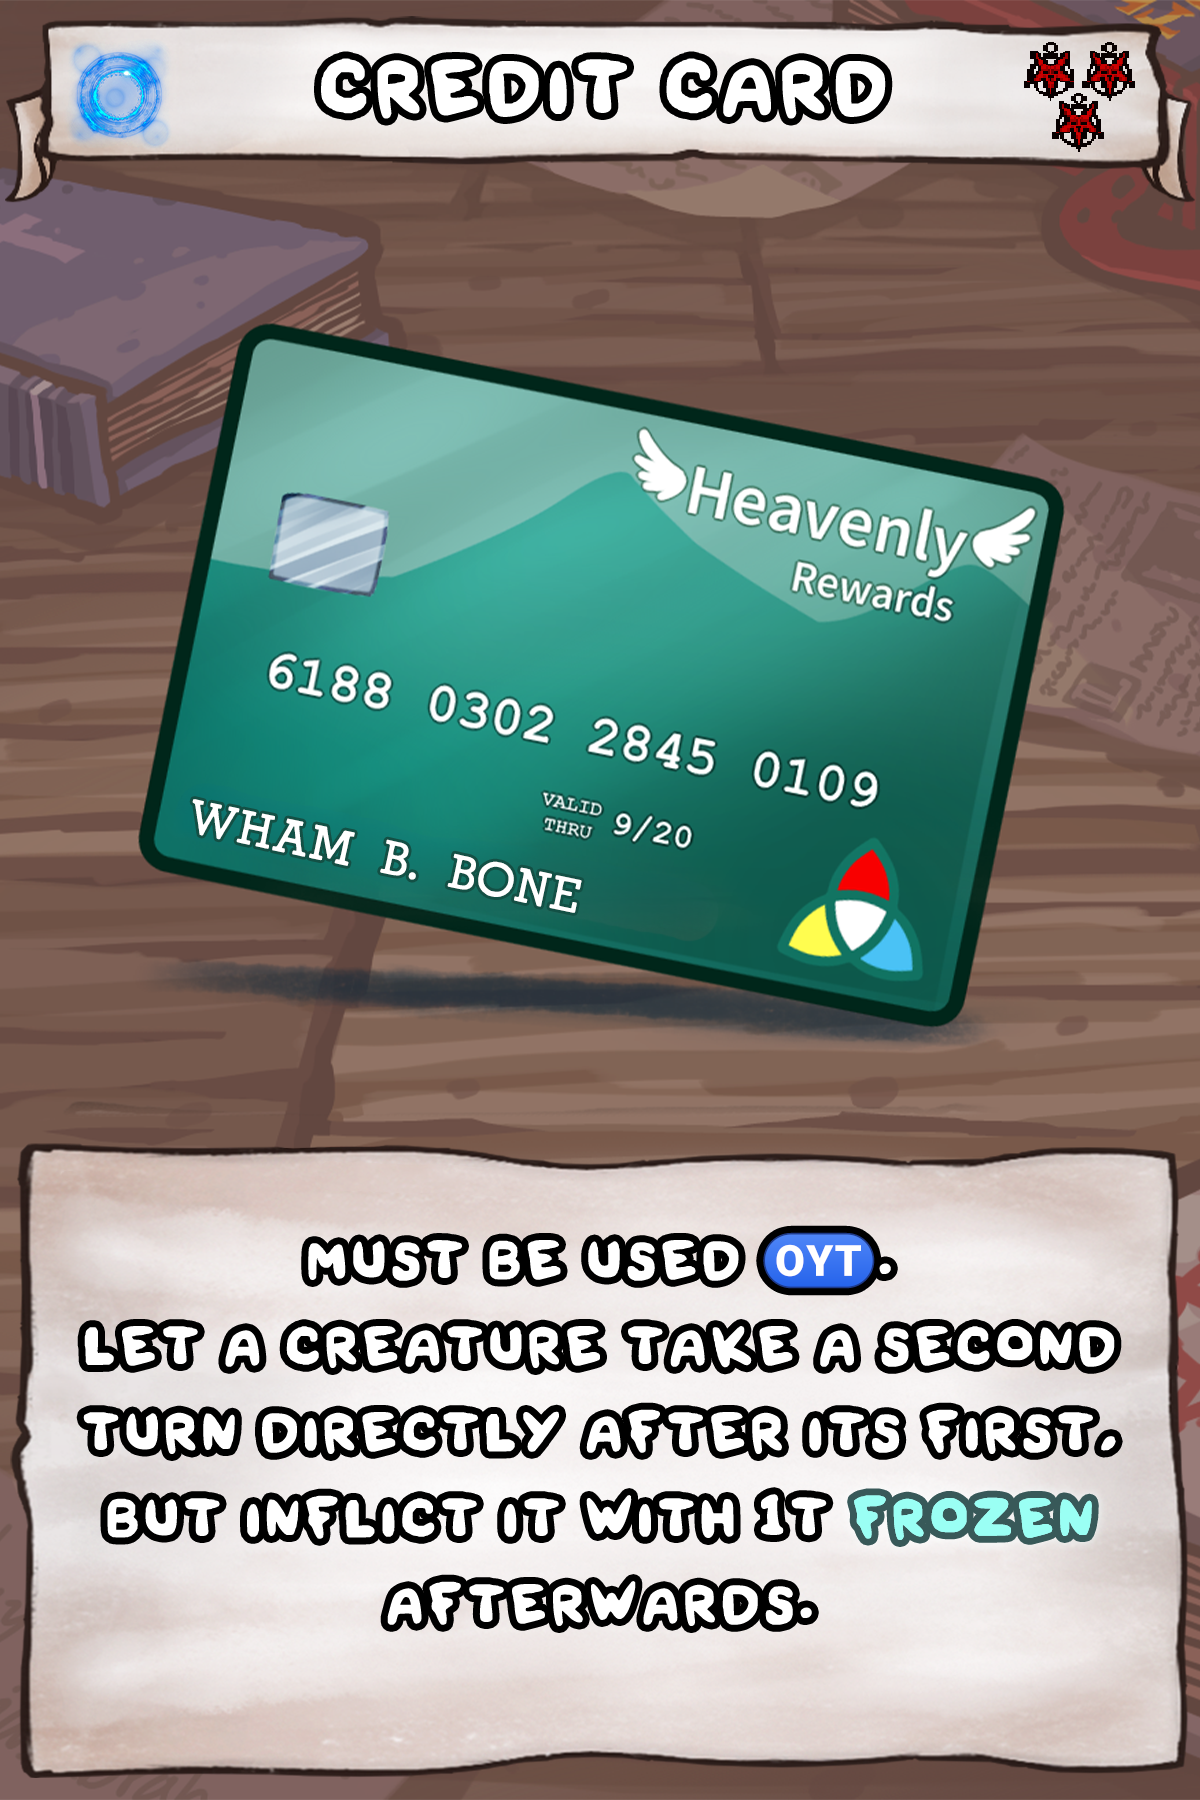 CREDIT CARD
Heavenly
Rewards
6188 0302 2845 0109
VALID
THRU 9/20
WHAM B. BONE
MUST BE USED OYT.
LET A CREATURE TAKE A SECOND
TURN DIRECTLY AFTER ITS FIRST.
BUT INFLICT IT WITH 1T FROZEN
AFTERWARDS.